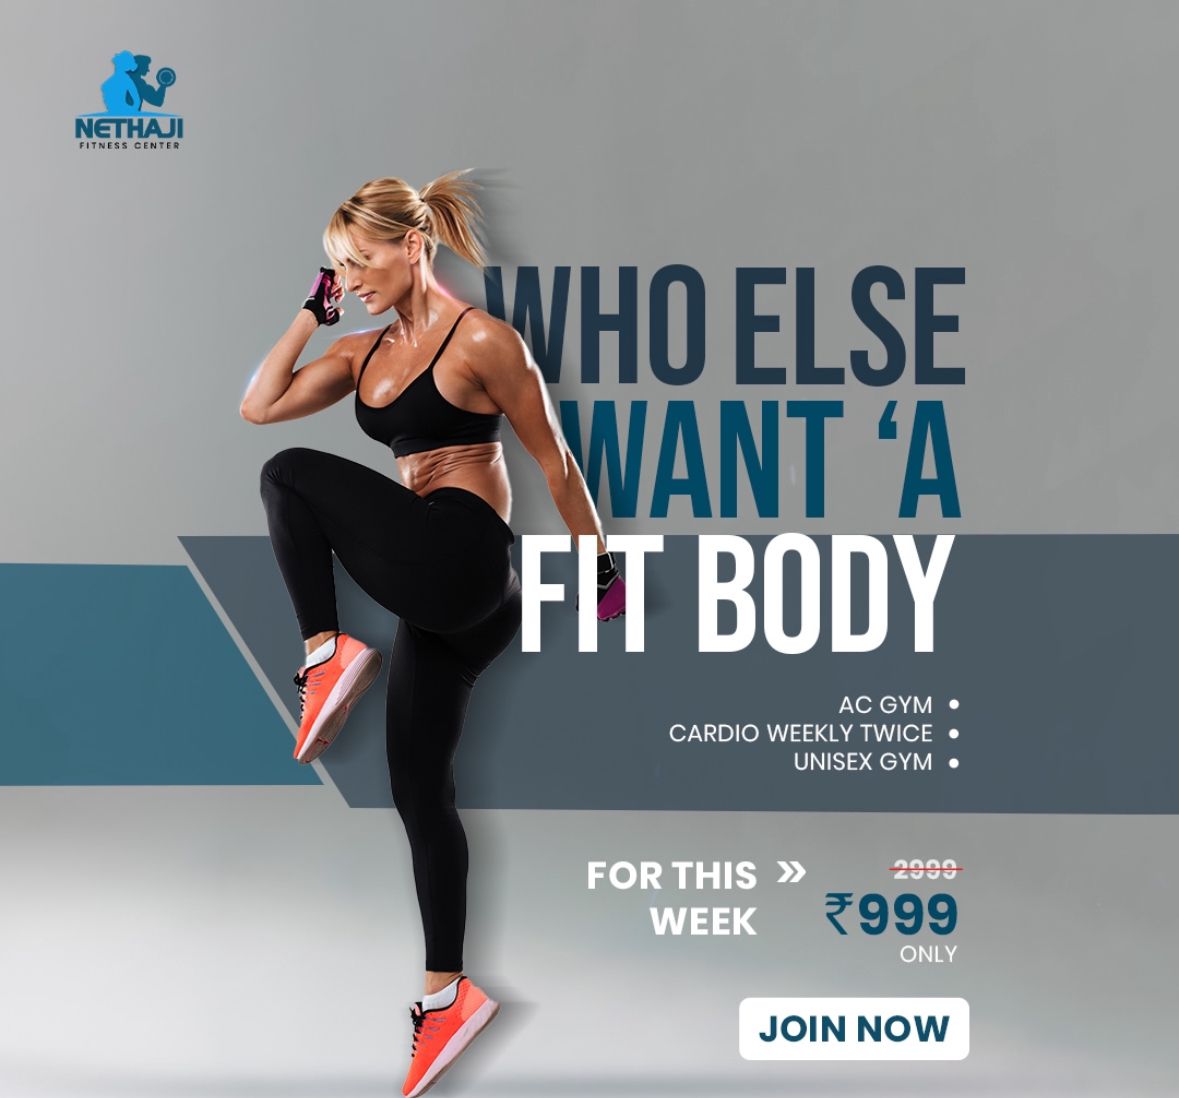 NETHAJI
FITNESS CENTER
WHO ELSE
WANT ‘A
FIT BODY
AC GYM •
CARDIO WEEKLY TWICE •
UNISEX GYM •
FOR THIS »
WEEK
2999
₹999
ONLY
JOIN NOW